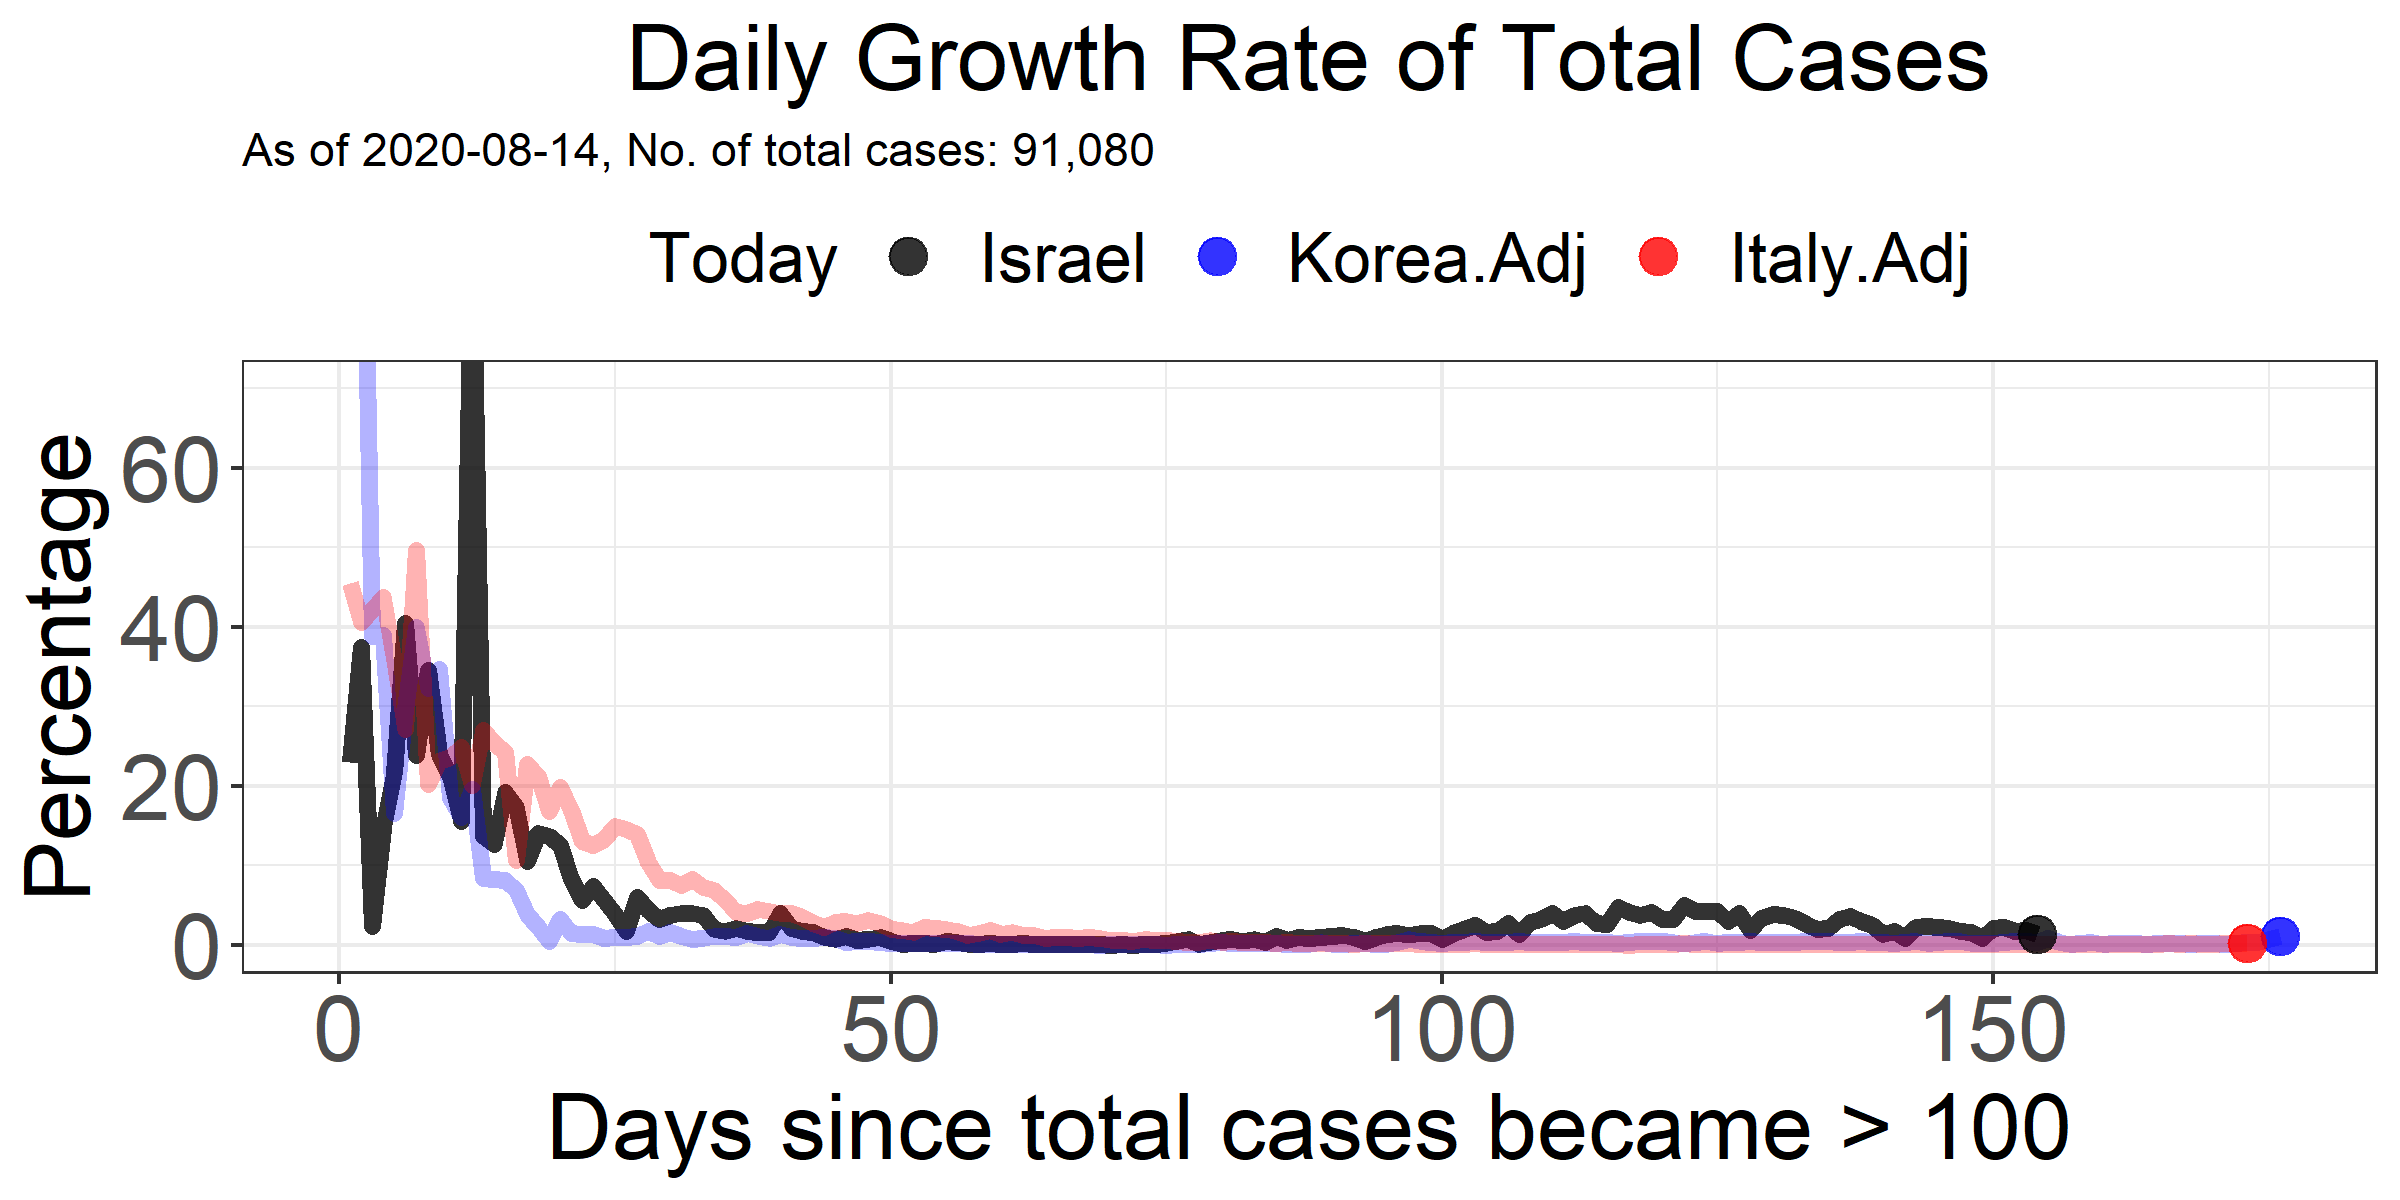 Daily Growth Rate of Total Cases
As of 2020-08-14, No. of total cases: 91,080
Today Israel Korea.Adj Italy.Adj
Percentage
60
40
20
0
0 50 100 150
Days since total cases became > 100